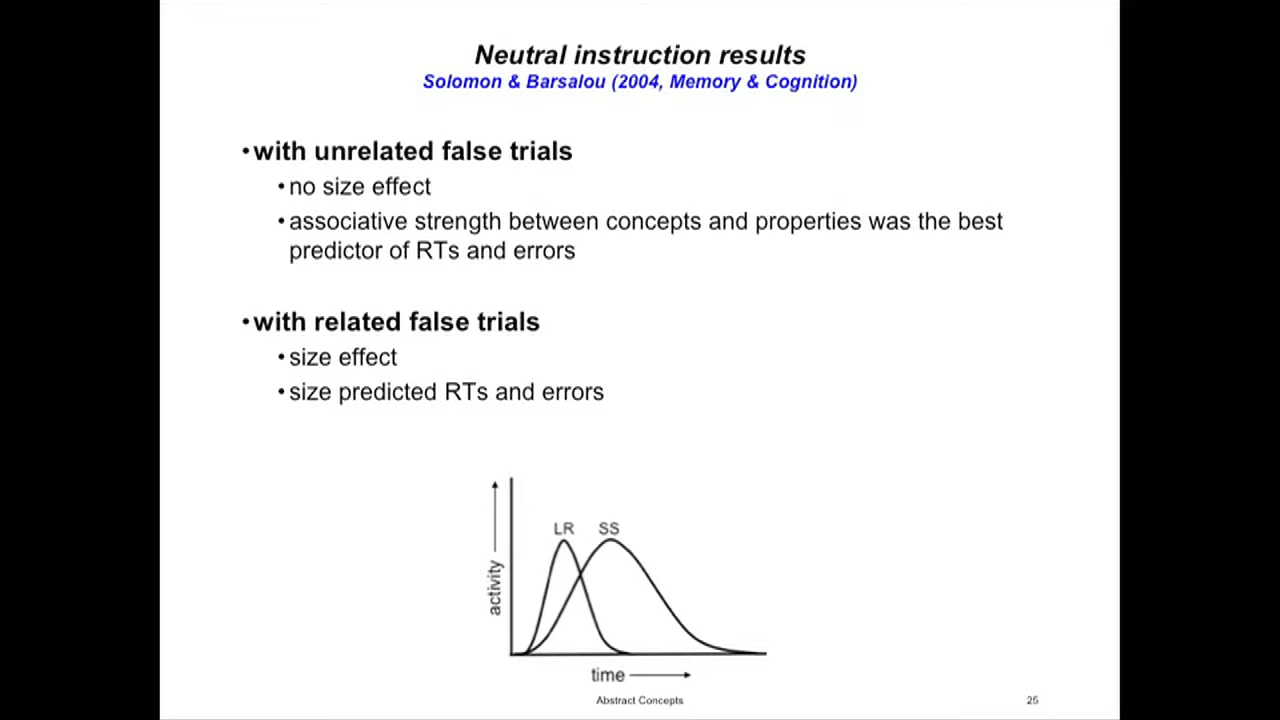 Neutral instruction results
Solomon & Barsalou (2004, Memory & Cognition)
•with unrelated false trials
•no size effect
•associative strength between concepts and properties was the best
predictor of RTs and errors
•with related false trials
•size effect
•size predicted RTs and errors
LR SS
activity
time
Abstract Concepts
25